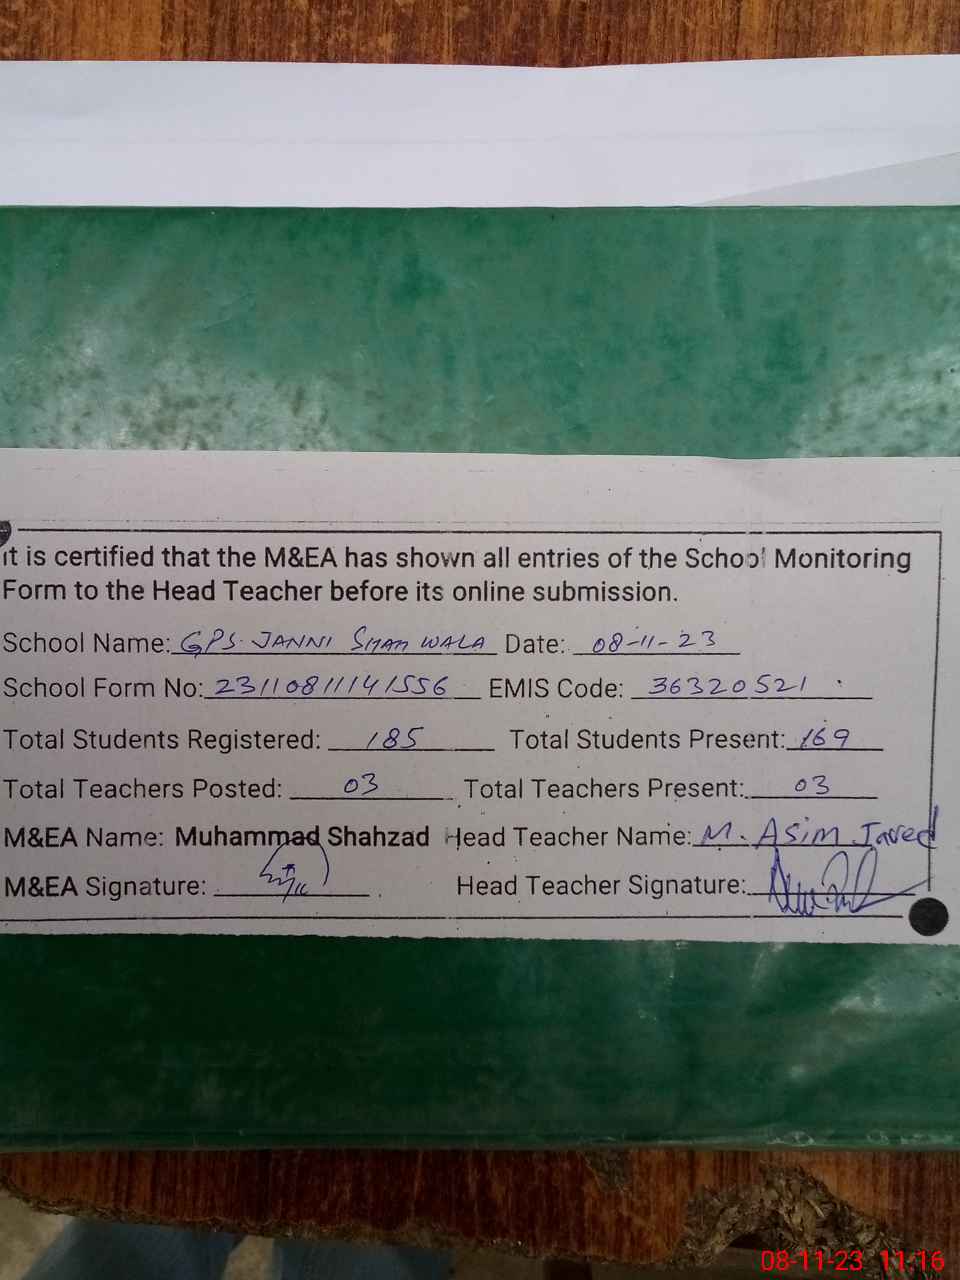 It is certified that the M&EA has shown all entries of the School Monitoring
Form to the Head Teacher before its online submission.
School Name: GPS JANNI SHAH WALA Date: 08-11-23
School Form No: 23110811141556 EMIS Code: 36320521
Total Students Registered: 185 Total Students Present: 169
Total Teachers Posted: 03 Total Teachers Present: 03
M&EA Name: Muhammad Shahzad Head Teacher Name: M. Asim Javed
M&EA Signature: Head Teacher Signature:
08-11-23 11-16